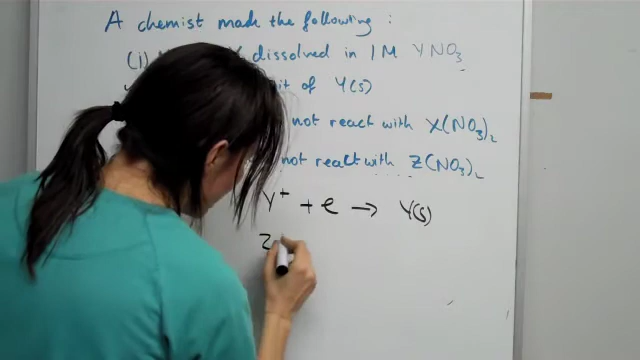 A chemist made the following :
(i) dissolved in 1M YNO3
of Y(s)
not react with X(NO3)2
not react with Z(NO3)2
Y+ + e → Y(s)
Z